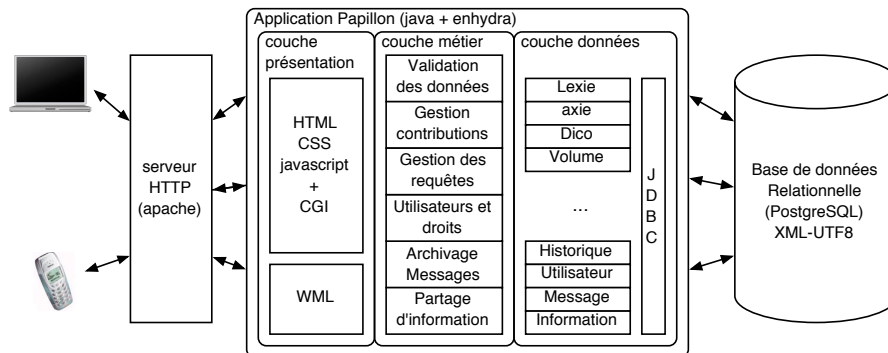 Application Papillon (java + enhydra)
couche
présentation
couche métier
couche données
serveur
HTTP
(apache)
HTML
CSS
javascript
+
CGI
WML
Validation
des données
Gestion
contributions
Gestion des
requêtes
Utilisateurs et
droits
Archivage
Messages
Partage
d'information
Lexie
axie
Dico
Volume
...
Historique
Utilisateur
Message
Information
J
D
B
C
Base de données
Relationnelle
(PostgreSQL)
XML-UTF8